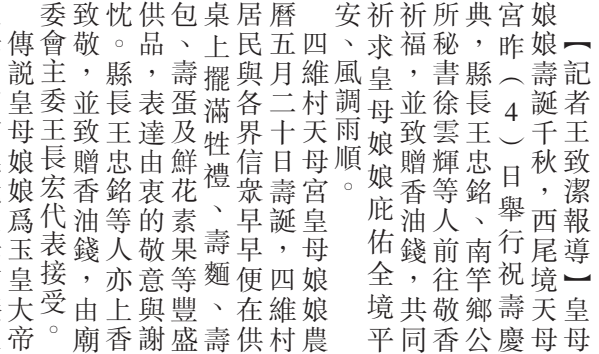 【記者王致潔報導】皇母
娘娘壽誕千秋，西尾境天母
宮昨（4）日舉行祝壽慶
典，縣長王忠銘、南竿鄉公
所秘書徐雲輝等人前往敬香
祈福，並致贈香油錢，共同
祈求皇母娘娘庇佑全境平
安、風調雨順。
四維村天母宮皇母娘娘農
曆五月二十日壽誕，四維村
居民與各界信眾早早便在供
桌上擺滿牲禮、壽麵、壽
包、壽蛋及鮮花素果等豐盛
供品，表達由衷的敬意與謝
忱。縣長王忠銘等人亦上香
致敬，並致贈香油錢，由廟
委會主委王長宏代表接受。
傳說皇母娘娘爲玉皇大帝